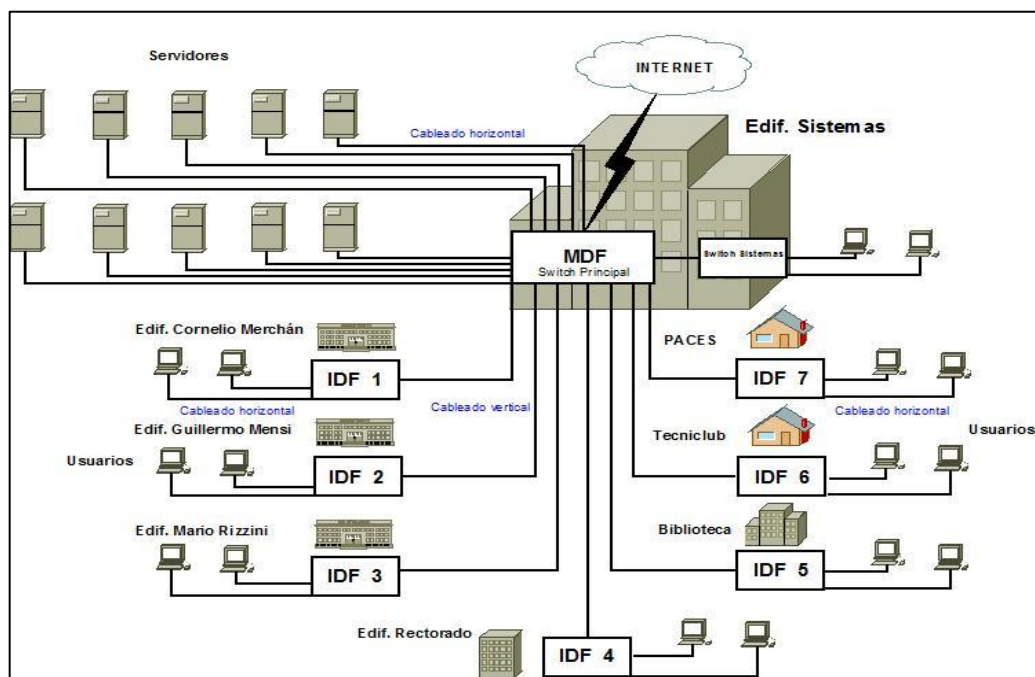 Servidores
INTERNET
Cableado horizontal
Edif. Sistemas
MDF
Switch Principal
Switch Sistemas
Edif. Cornelio Merchán
IDF 1
Cableado horizontal
Cableado vertical
Edif. Guillermo Mensi
Usuarios
IDF 2
Edif. Mario Rizzini
IDF 3
Edif. Rectorado
IDF 4
PACES
IDF 7
Cableado horizontal
Tecniclub
Usuarios
IDF 6
Biblioteca
IDF 5